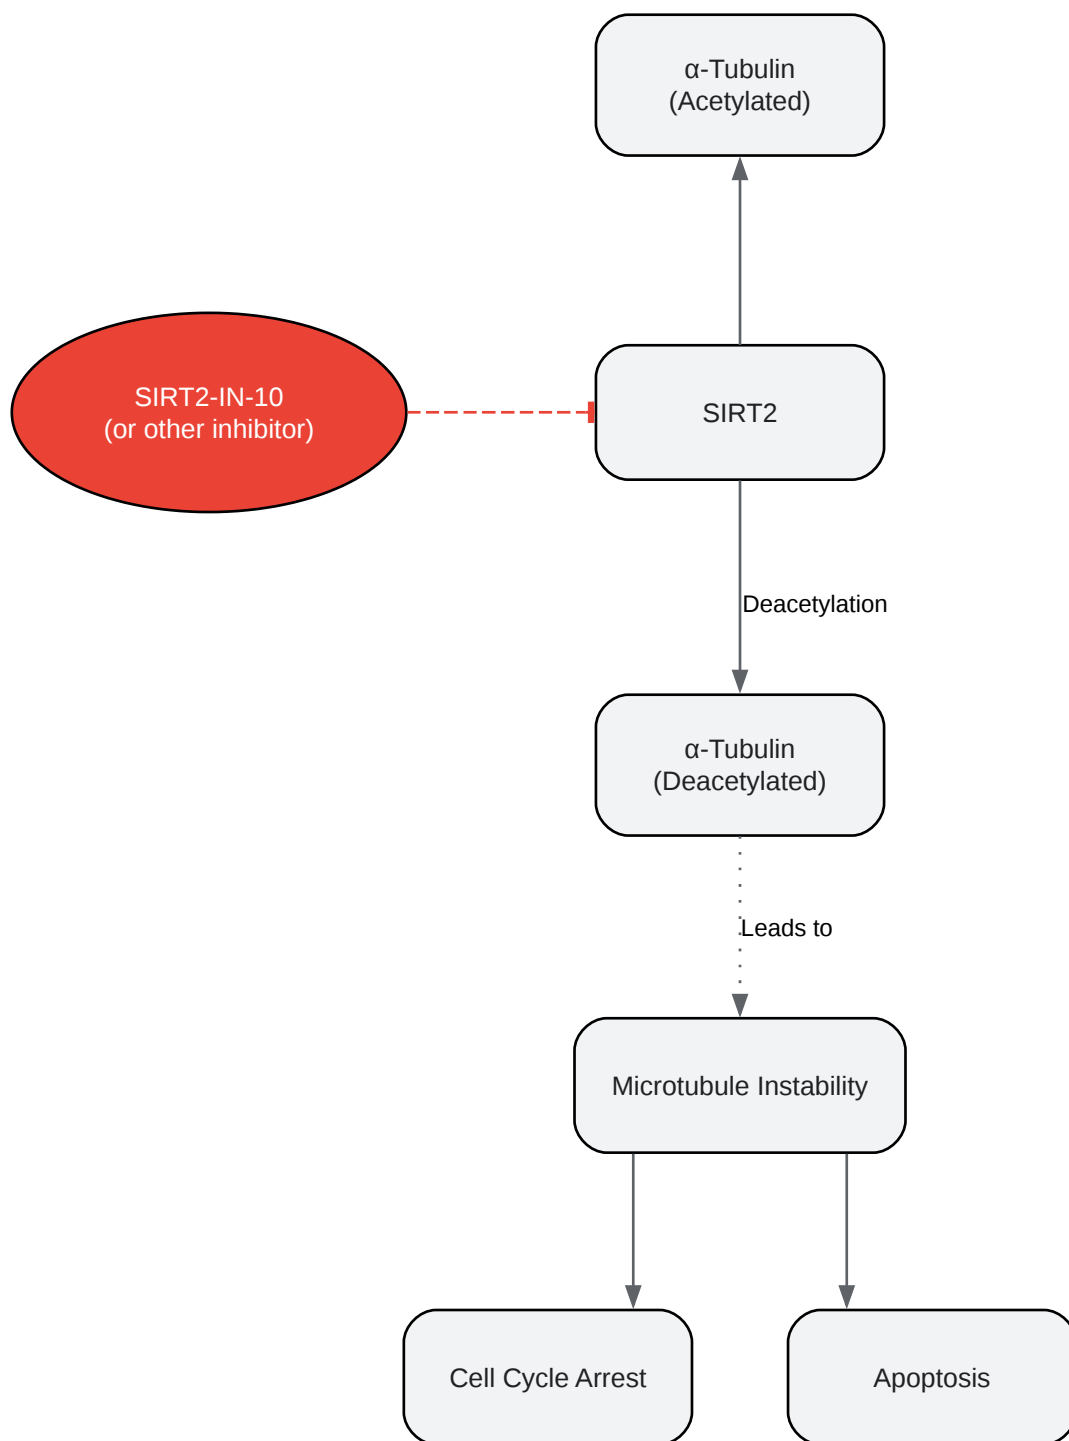 α-Tubulin
(Acetylated)
SIRT2-IN-10
(or other inhibitor)
SIRT2
Deacetylation
α-Tubulin
(Deacetylated)
Leads to
Microtubule Instability
Cell Cycle Arrest
Apoptosis